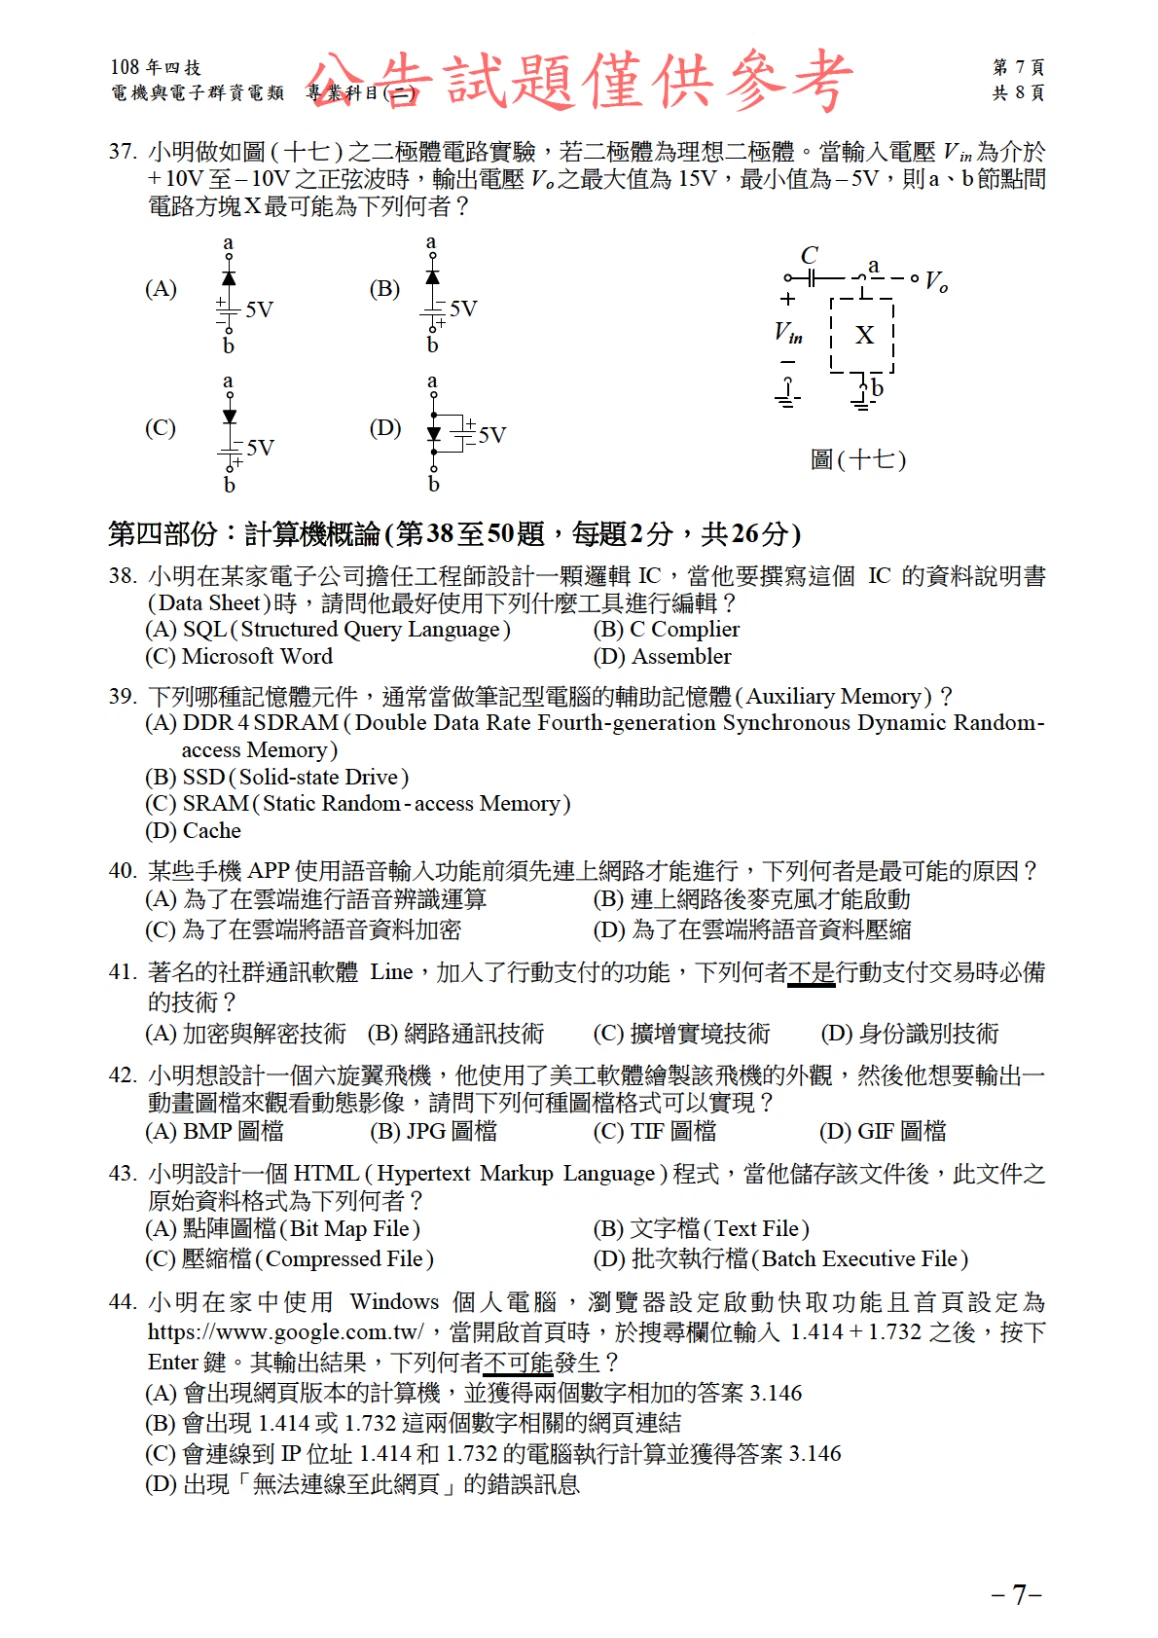 108 年四技
電機與電子群資電類　專業科目(二)
公告試題僅供參考
第 7 頁
共 8 頁
37. 小明做如圖(十七)之二極體電路實驗，若二極體為理想二極體。當輸入電壓 Vin 為介於
+10V 至 −10V 之正弦波時，輸出電壓 Vo 之最大值為 15V，最小值為 −5V，則 a、b 節點間
電路方塊 X 最可能為下列何者？
(A) a + − 5V b
(B) a − + 5V b
(C) a − + 5V b
(D) a + − 5V b
C a Vo
+ Vin − X
b
圖(十七)
第四部份：計算機概論(第38至50題，每題2分，共26分)
38. 小明在某家電子公司擔任工程師設計一顆邏輯 IC，當他要撰寫這個 IC 的資料說明書
(Data Sheet)時，請問他最好使用下列什麼工具進行編輯？
(A) SQL(Structured Query Language) (B) C Complier
(C) Microsoft Word (D) Assembler
39. 下列哪種記憶體元件，通常當做筆記型電腦的輔助記憶體(Auxiliary Memory)？
(A) DDR 4 SDRAM (Double Data Rate Fourth-generation Synchronous Dynamic Random-
access Memory)
(B) SSD(Solid-state Drive)
(C) SRAM(Static Random-access Memory)
(D) Cache
40. 某些手機 APP 使用語音輸入功能前須先連上網路才能進行，下列何者是最可能的原因？
(A) 為了在雲端進行語音辨識運算 (B) 連上網路後麥克風才能啟動
(C) 為了在雲端將語音資料加密 (D) 為了在雲端將語音資料壓縮
41. 著名的社群通訊軟體 Line，加入了行動支付的功能，下列何者不是行動支付交易時必備
的技術？
(A) 加密與解密技術 (B) 網路通訊技術 (C) 擴增實境技術 (D) 身份識別技術
42. 小明想設計一個六旋翼飛機，他使用了美工軟體繪製該飛機的外觀，然後他想要輸出一
動畫圖檔來觀看動態影像，請問下列何種圖檔格式可以實現？
(A) BMP 圖檔 (B) JPG 圖檔 (C) TIF 圖檔 (D) GIF 圖檔
43. 小明設計一個 HTML (Hypertext Markup Language) 程式，當他儲存該文件後，此文件之
原始資料格式為下列何者？
(A) 點陣圖檔(Bit Map File) (B) 文字檔(Text File)
(C) 壓縮檔(Compressed File) (D) 批次執行檔(Batch Executive File)
44. 小明在家中使用 Windows 個人電腦，瀏覽器設定啟動快取功能且首頁設定為
https://www.google.com.tw/，當開啟首頁時，於搜尋欄位輸入 1.414 + 1.732 之後，按下
Enter 鍵。其輸出結果，下列何者不可能發生？
(A) 會出現網頁版本的計算機，並獲得兩個數字相加的答案 3.146
(B) 會出現 1.414 或 1.732 這兩個數字相關的網頁連結
(C) 會連線到 IP 位址 1.414 和 1.732 的電腦執行計算並獲得答案 3.146
(D) 出現「無法連線至此網頁」的錯誤訊息
−7−